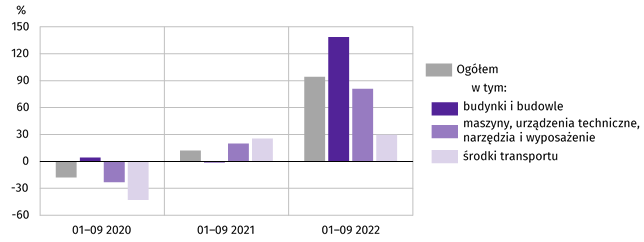 %
150
120
90
60
30
0
-30
-60
01–09 2020
01–09 2021
01–09 2022
Ogółem
w tym:
budynki i budowle
maszyny, urządzenia techniczne,
narzędzia i wyposażenie
środki transportu